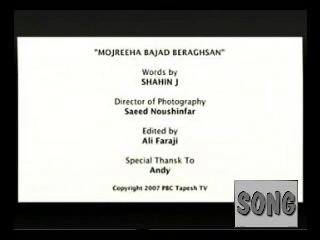 "MOJREEHA BAJAD BERAGHSAN"
Words by
SHAHIN J
Director of Photography
Saeed Noushinfar
Edited by
Ali Faraji
Special Thansk To
Andy
Copyright 2007 PBC Tapesh TV
SONG